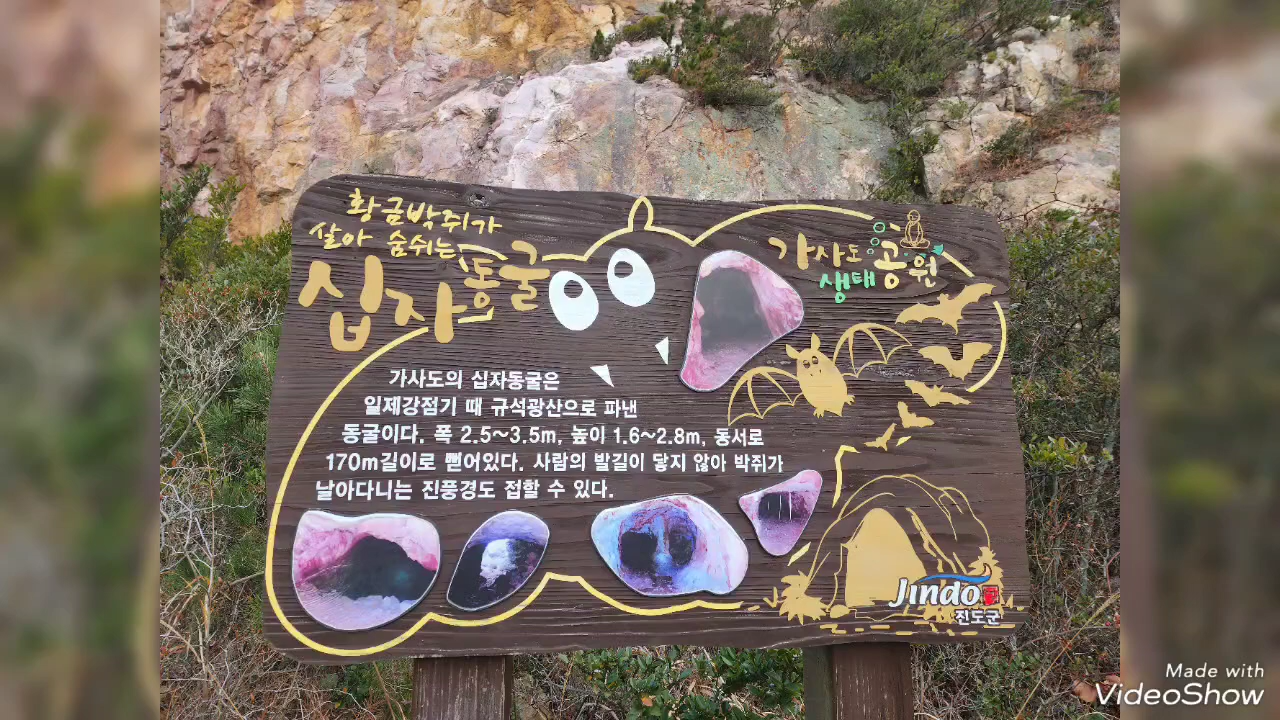 황금박쥐가
살아 숨쉬는
십자동굴
가사도
생태공원
가사도의 십자동굴은
일제강점기 때 규석광산으로 파낸
동굴이다. 폭 2.5~3.5m, 높이 1.6~2.8m, 동서로
170m길이로 뻗어있다. 사람의 발길이 닿지 않아 박쥐가
날아다니는 진풍경도 접할 수 있다.
Jindo
진도군
Made with
VideoShow